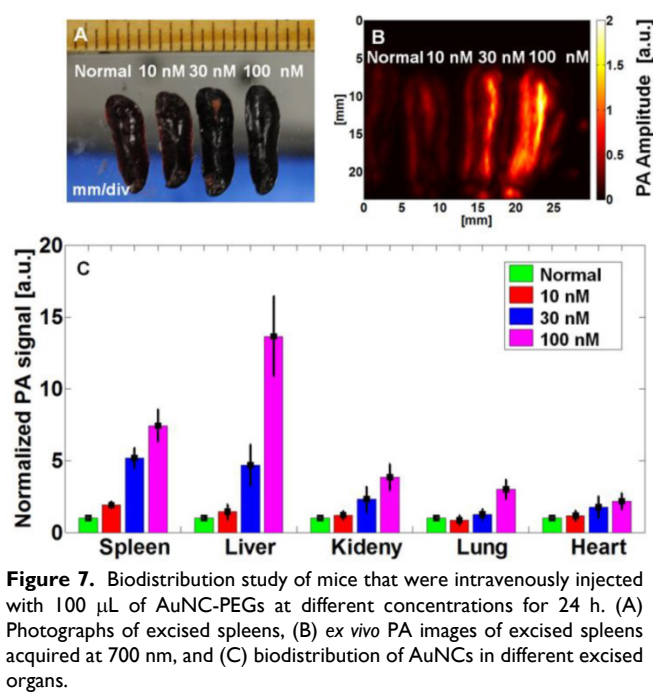 A
Normal 10 nM 30 nM 100 nM
mm/div
B
Normal 10 nM 30 nM 100 nM
0
5
10
15
20
[mm]
0 5 10 15 20 25
[mm]
2
1.5
1
0.5
0
PA Amplitude [a.u.]
C
20
15
10
5
0
Normalized PA signal [a.u.]
Normal
10 nM
30 nM
100 nM
Spleen Liver Kideny Lung Heart
Figure 7. Biodistribution study of mice that were intravenously injected
with 100 μL of AuNC-PEGs at different concentrations for 24 h. (A)
Photographs of excised spleens, (B) ex vivo PA images of excised spleens
acquired at 700 nm, and (C) biodistribution of AuNCs in different excised
organs.